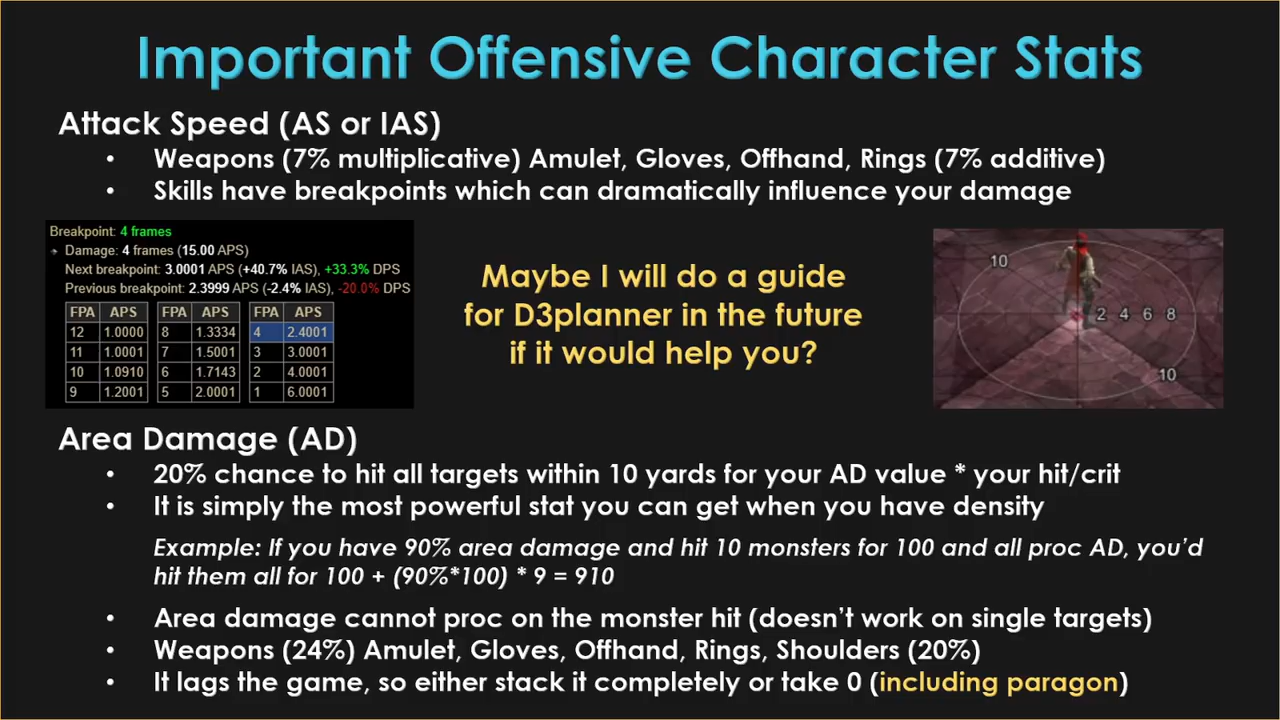 Important Offensive Character Stats
Attack Speed (AS or IAS)
• Weapons (7% multiplicative) Amulet, Gloves, Offhand, Rings (7% additive)
• Skills have breakpoints which can dramatically influence your damage
Breakpoint: 4 frames
Damage: 4 frames (15.00 APS)
Next breakpoint: 3.0001 APS (+40.7% IAS), +33.3% DPS
Previous breakpoint: 2.3999 APS (-2.4% IAS), -20.0% DPS
FPA APS FPA APS FPA APS
12 1.0000 8 1.3334 4 2.4001
11 1.0001 7 1.5001 3 3.0001
10 1.0910 6 1.7143 2 4.0001
9 1.2001 5 2.0001 1 6.0001
Maybe I will do a guide
for D3planner in the future
if it would help you?
10
2 4 6 8
10
Area Damage (AD)
• 20% chance to hit all targets within 10 yards for your AD value * your hit/crit
• It is simply the most powerful stat you can get when you have density
Example: If you have 90% area damage and hit 10 monsters for 100 and all proc AD, you'd
hit them all for 100 + (90%*100) * 9 = 910
• Area damage cannot proc on the monster hit (doesn't work on single targets)
• Weapons (24%) Amulet, Gloves, Offhand, Rings, Shoulders (20%)
• It lags the game, so either stack it completely or take 0 (including paragon)